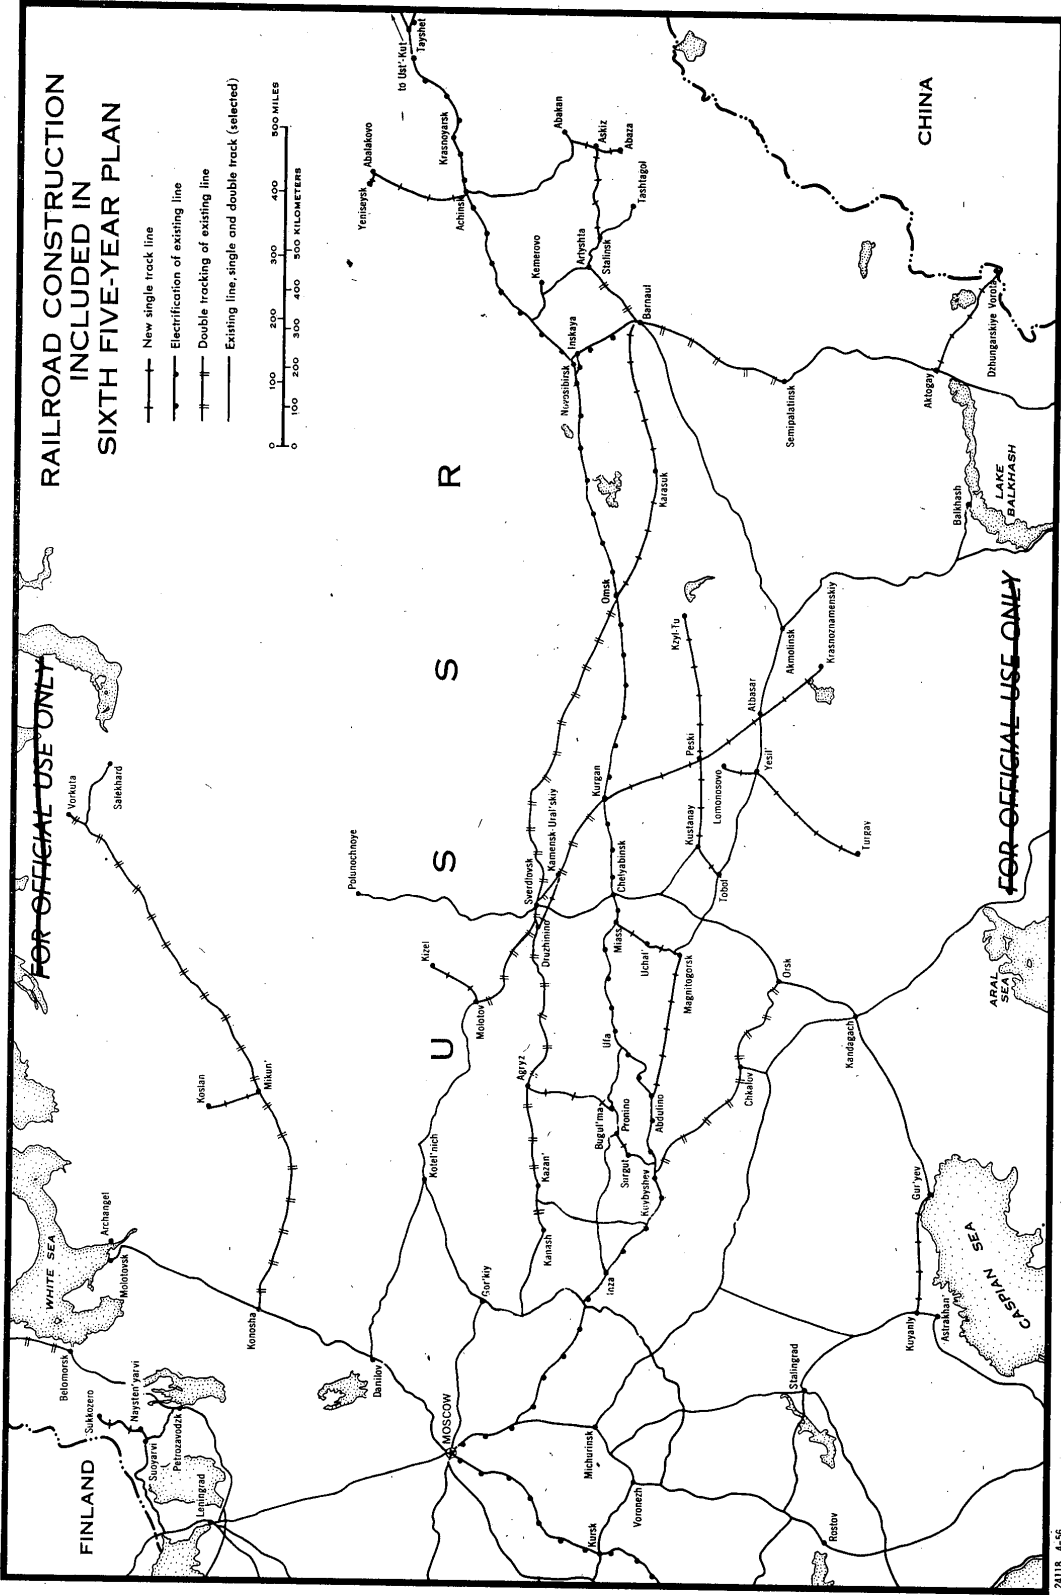 RAILROAD CONSTRUCTION
INCLUDED IN
SIXTH FIVE-YEAR PLAN
New single track line
Electrification of existing line
Double tracking of existing line
Existing line, single and double track (selected)
0 100 200 300 400 500 MILES
0 100 200 300 400 500 KILOMETERS
FOR OFFICIAL USE ONLY
FINLAND
WHITE SEA
Belomorsk
Sukkozero
Naysten'yarvi
Suoyarvi
Petrozavodzk
Leningrad
Molotovsk
Archangel
Konosha
Danilov
Koslan
Mikun'
Vorkuta
Salekhard
Polunochnoye
Kizel
Molotov
Kotel'nich
Gor'kiy
MOSCOW
U S S R
Yeniseysk
Abalakovo
Achinsk
Krasnoyarsk
to Ust'-Kut
Tayshet
Abakan
Askiz
Abaza
Tashtagol
Artyshta
Stalinsk
Kemerovo
Inskaya
Novosibirsk
Barnaul
Karasuk
Omsk
Kurgan
Kamensk-Ural'skiy
Sverdlovsk
Druzhinino
Chelyabinsk
Miass
Uchaly
Magnitogorsk
Ufa
Agryz
Bugul'ma
Pronino
Surgut
Abdulino
Kazan'
Kanash
Kuybyshev
Inza
Michurinsk
Voronezh
Kursk
Rostov
Stalingrad
Chkalov
Orsk
Kandagach
Gur'yev
Kuyanly
Astrakhan'
CASPIAN SEA
ARAL
SEA
Tobol
Kustanay
Lomonosovo
Peski
Kzyl-Tu
Yesil'
Turgay
Atbasar
Akmolinsk
Krasnoznamenskiy
Semipalatinsk
Aktogay
Dzhungarskiye Vorota
Balkhash
LAKE
BALKHASH
CHINA
FOR OFFICIAL USE ONLY